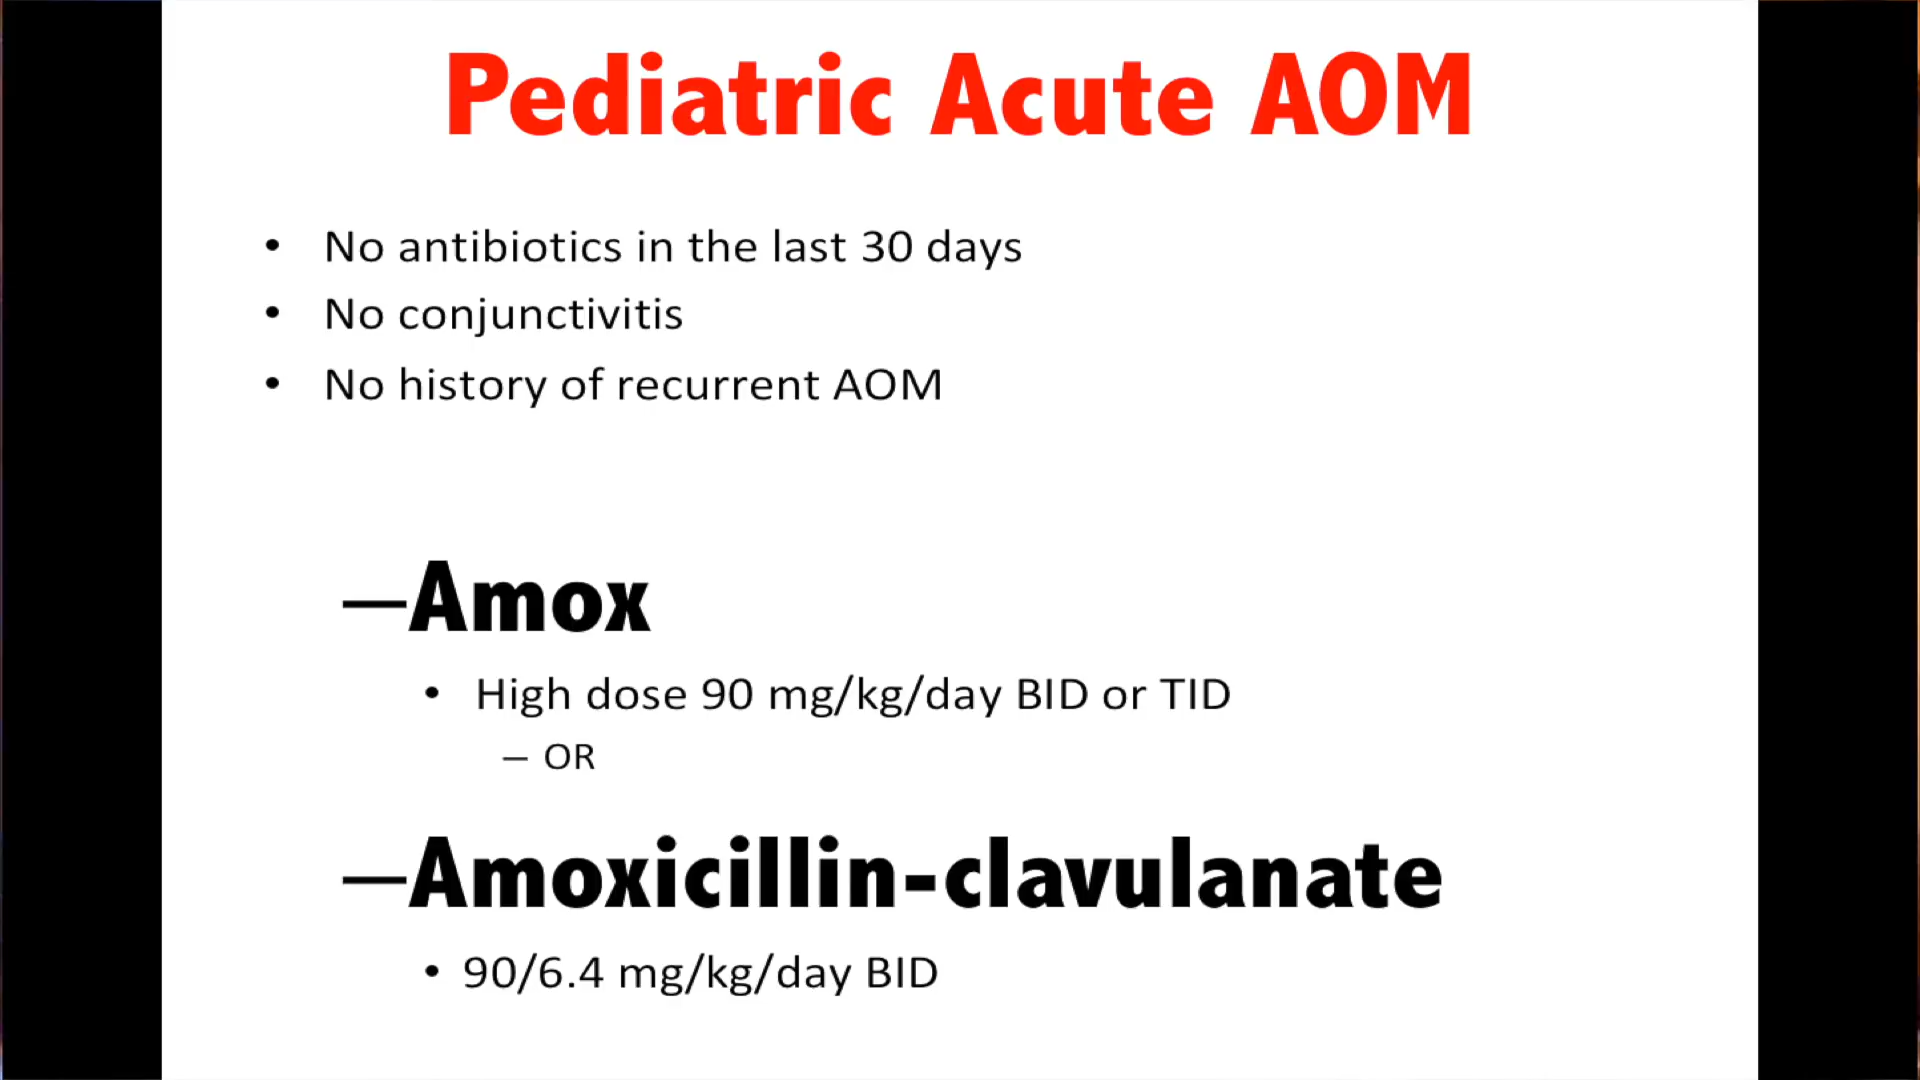 Pediatric Acute AOM
• No antibiotics in the last 30 days
• No conjunctivitis
• No history of recurrent AOM
—Amox
• High dose 90 mg/kg/day BID or TID
– OR
—Amoxicillin-clavulanate
• 90/6.4 mg/kg/day BID